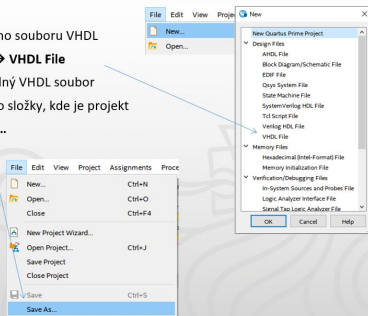 ho souboru VHDL
→ VHDL File
dný VHDL soubor
o složky, kde je projekt
...
File Edit View Proje
New...
Open...
New
New Quartus Prime Project
Design Files
AHDL File
Block Diagram/Schematic File
EDIF File
Qsys System File
State Machine File
SystemVerilog HDL File
Tcl Script File
Verilog HDL File
VHDL File
Memory Files
Hexadecimal (Intel-Format) File
Memory Initialization File
Verification/Debugging Files
In-System Sources and Probes File
Logic Analyzer Interface File
Signal Tap Logic Analyzer File
OK Cancel Help
File Edit View Project Assignments Proce
New... Ctrl+N
Open... Ctrl+O
Close Ctrl+F4
New Project Wizard...
Open Project... Ctrl+J
Save Project
Close Project
Save Ctrl+S
Save As...